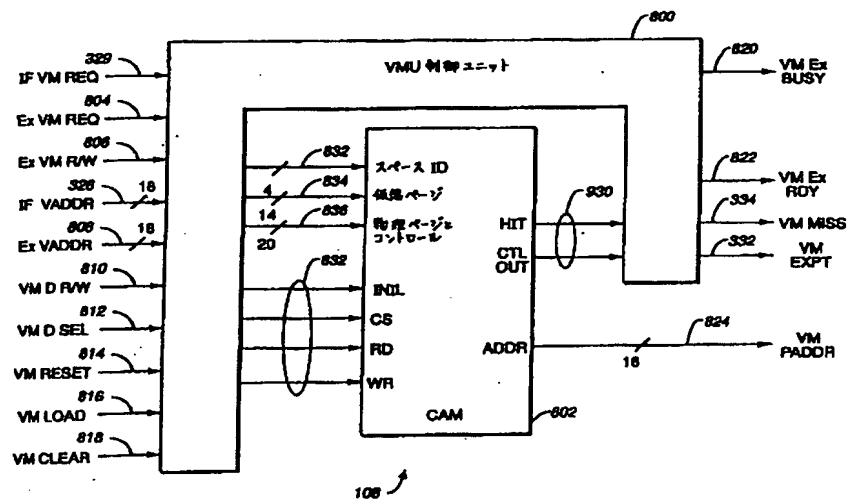 800
VMU 制御ユニット
329
IF VM REQ
804
Ex VM REQ
806
Ex VM R/W
326
IF VADDR
18
808
Ex VADDR
18
810
VM D R/W
812
VM D SEL
814
VM RESET
816
VM LOAD
818
VM CLEAR
832
スペース ID
4
834
仮想ページ
14
836
物理ページと
コントロール
20
832
INIL
CS
RD
WR
HIT
CTL
OUT
ADDR
CAM
930
802
820
VM Ex
BUSY
822
VM Ex
RDY
334
VM MISS
332
VM
EXPT
824
16
VM
PADDR
108